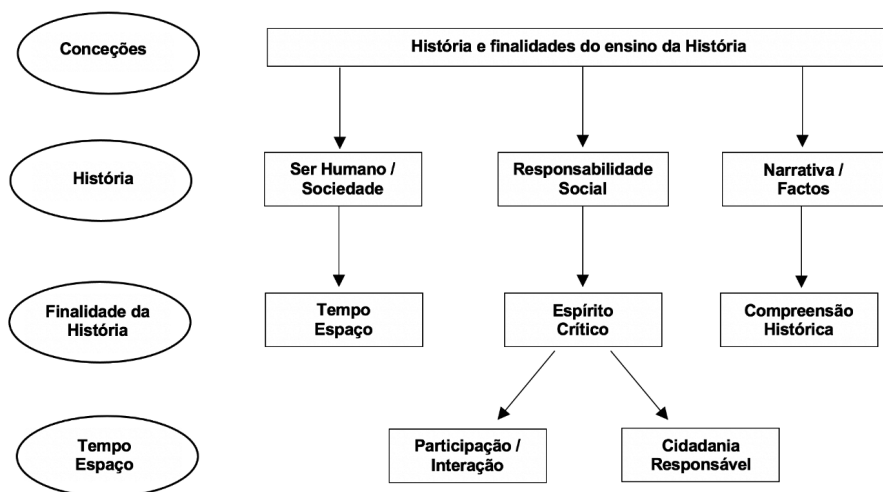 Conceções
História e finalidades do ensino da História
História
Ser Humano /
Sociedade
Responsabilidade
Social
Narrativa /
Factos
Finalidade da
História
Tempo
Espaço
Espírito
Crítico
Compreensão
Histórica
Tempo
Espaço
Participação /
Interação
Cidadania
Responsável